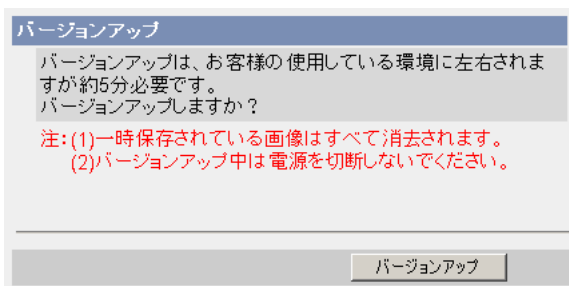 バージョンアップ
バージョンアップは、お客様の使用している環境に左右されま
すが約5分必要です。
バージョンアップしますか?
注:(1)一時保存されている画像はすべて消去されます。
(2)バージョンアップ中は電源を切断しないでください。
バージョンアップ